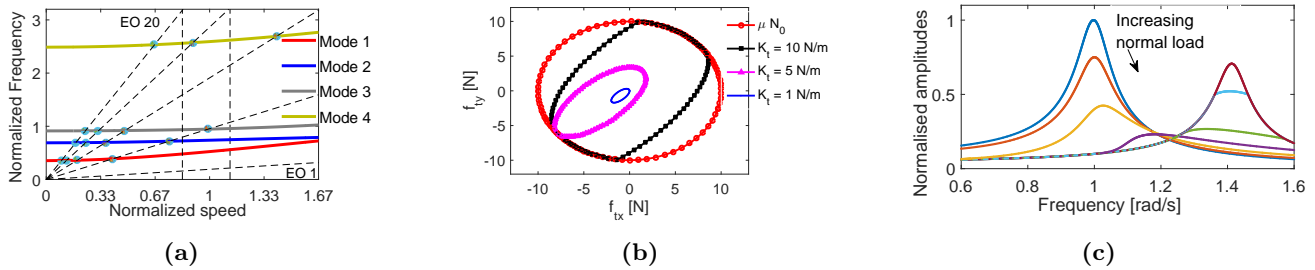 3
2
1
0
0
0.33
0.67
1
1.33
1.67
Normalized Frequency
Normalized speed
EO 20
EO 1
Mode 1
Mode 2
Mode 3
Mode 4
(a)
10
5
0
-5
-10
-10
-5
0
5
10
f_ty [N]
f_tx [N]
μ N_0
K_t = 10 N/m
K_t = 5 N/m
K_t = 1 N/m
(b)
1
0.5
0
0.6
0.8
1
1.2
1.4
1.6
Normalised amplitudes
Frequency [rad/s]
Increasing
normal load
(c)